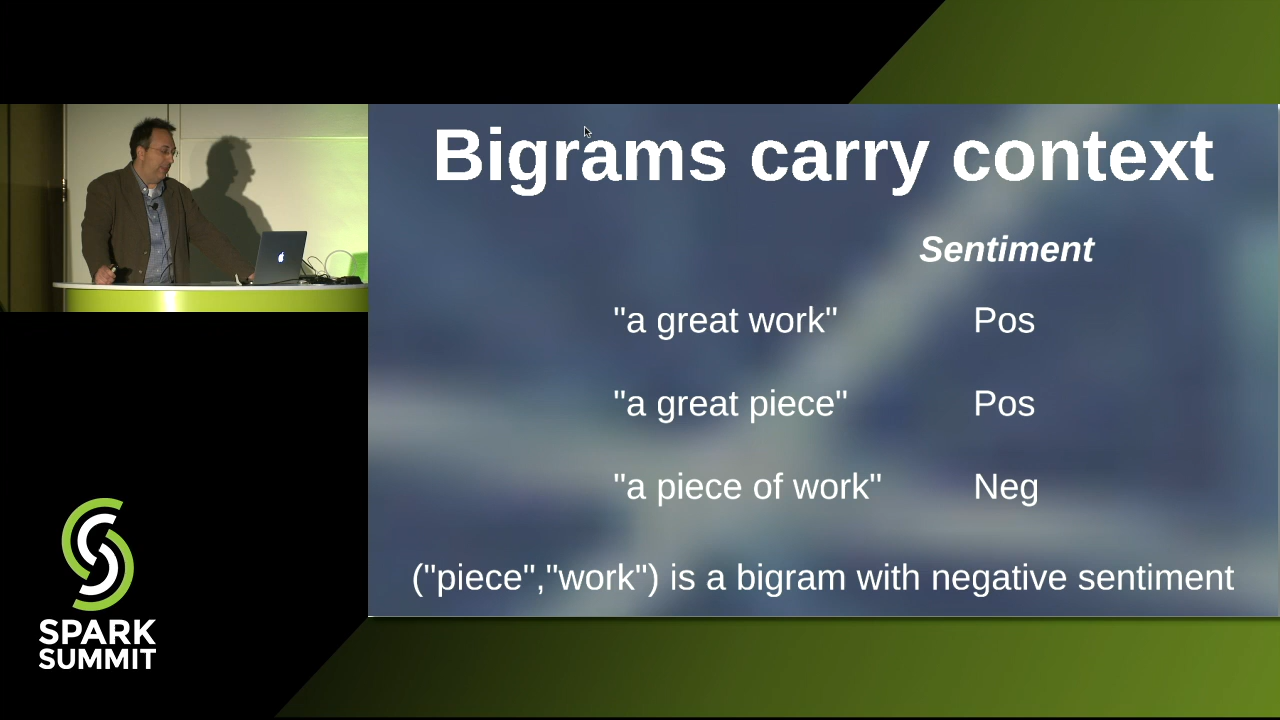 Bigrams carry context
Sentiment
"a great work" Pos
"a great piece" Pos
"a piece of work" Neg
("piece","work") is a bigram with negative sentiment
SPARK
SUMMIT